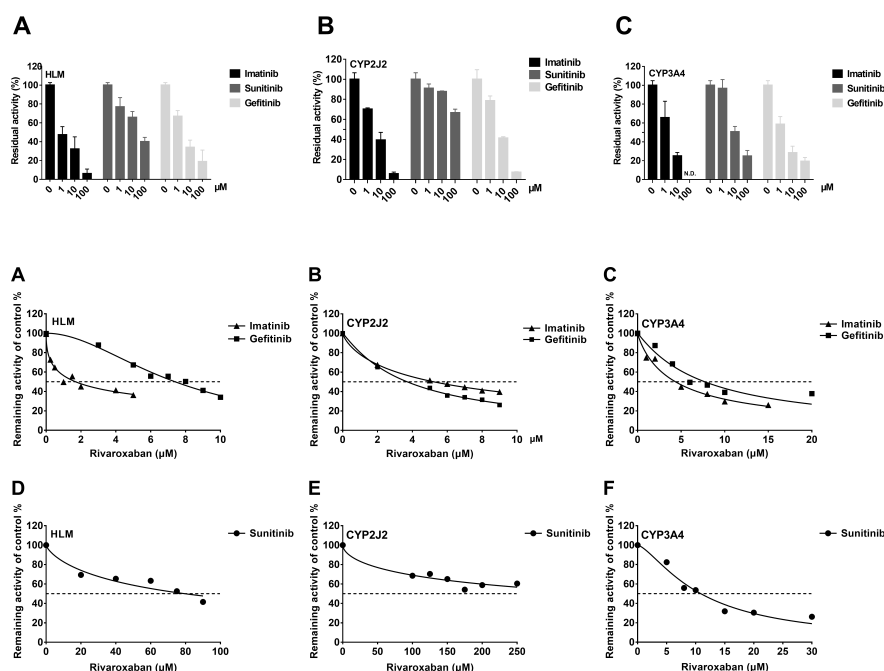 A
B
C
HLM
Imatinib
Sunitinib
Gefitinib
Residual activity (%)
120
100
80
60
40
20
0
0 1 10 100 0 1 10 100 0 1 10 100 µM
CYP2J2
Imatinib
Sunitinib
Gefitinib
Residual activity (%)
120
100
80
60
40
20
0
0 1 10 100 0 1 10 100 0 1 10 100 µM
CYP3A4
Imatinib
Sunitinib
Gefitinib
Residual activity (%)
120
100
80
60
40
20
0
N.D.
0 1 10 100 0 1 10 100 0 1 10 100 µM
A
HLM
Imatinib
Gefitinib
Remaining activity of control %
120
100
80
60
40
20
0
0 2 4 6 8 10
Rivaroxaban (µM)
B
CYP2J2
Imatinib
Gefitinib
Remaining activity of control %
120
100
80
60
40
20
0
0 2 4 6 8 10 µM
Rivaroxaban (µM)
C
CYP3A4
Imatinib
Gefitinib
Remaining activity of control %
120
100
80
60
40
20
0
0 5 10 15 20
Rivaroxaban (µM)
D
HLM
Sunitinib
Remaining activity of control %
120
100
80
60
40
20
0
0 20 40 60 80 100
Rivaroxaban (µM)
E
CYP2J2
Sunitinib
Remaining activity of control %
120
100
80
60
40
20
0
0 50 100 150 200 250
Rivaroxaban (µM)
F
CYP3A4
Sunitinib
Remaining activity of control %
120
100
80
60
40
20
0
0 5 10 15 20 25 30
Rivaroxaban (µM)